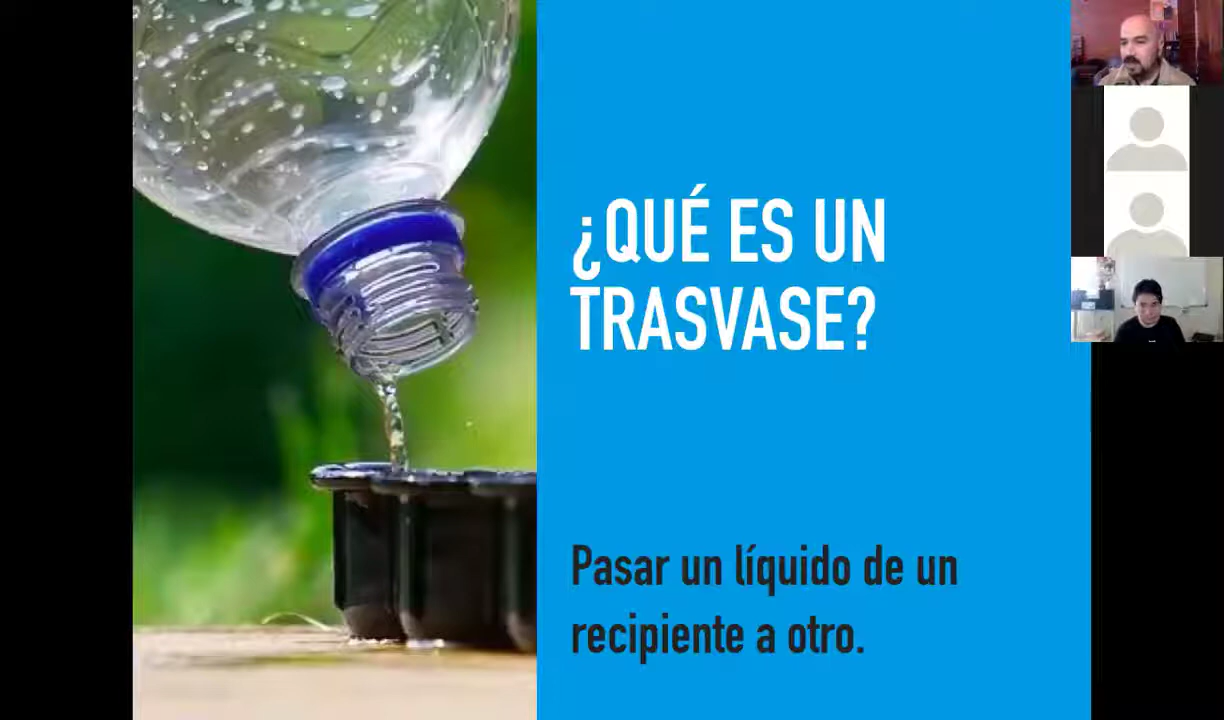 ¿QUÉ ES UN
TRASVASE?
Pasar un líquido de un
recipiente a otro.